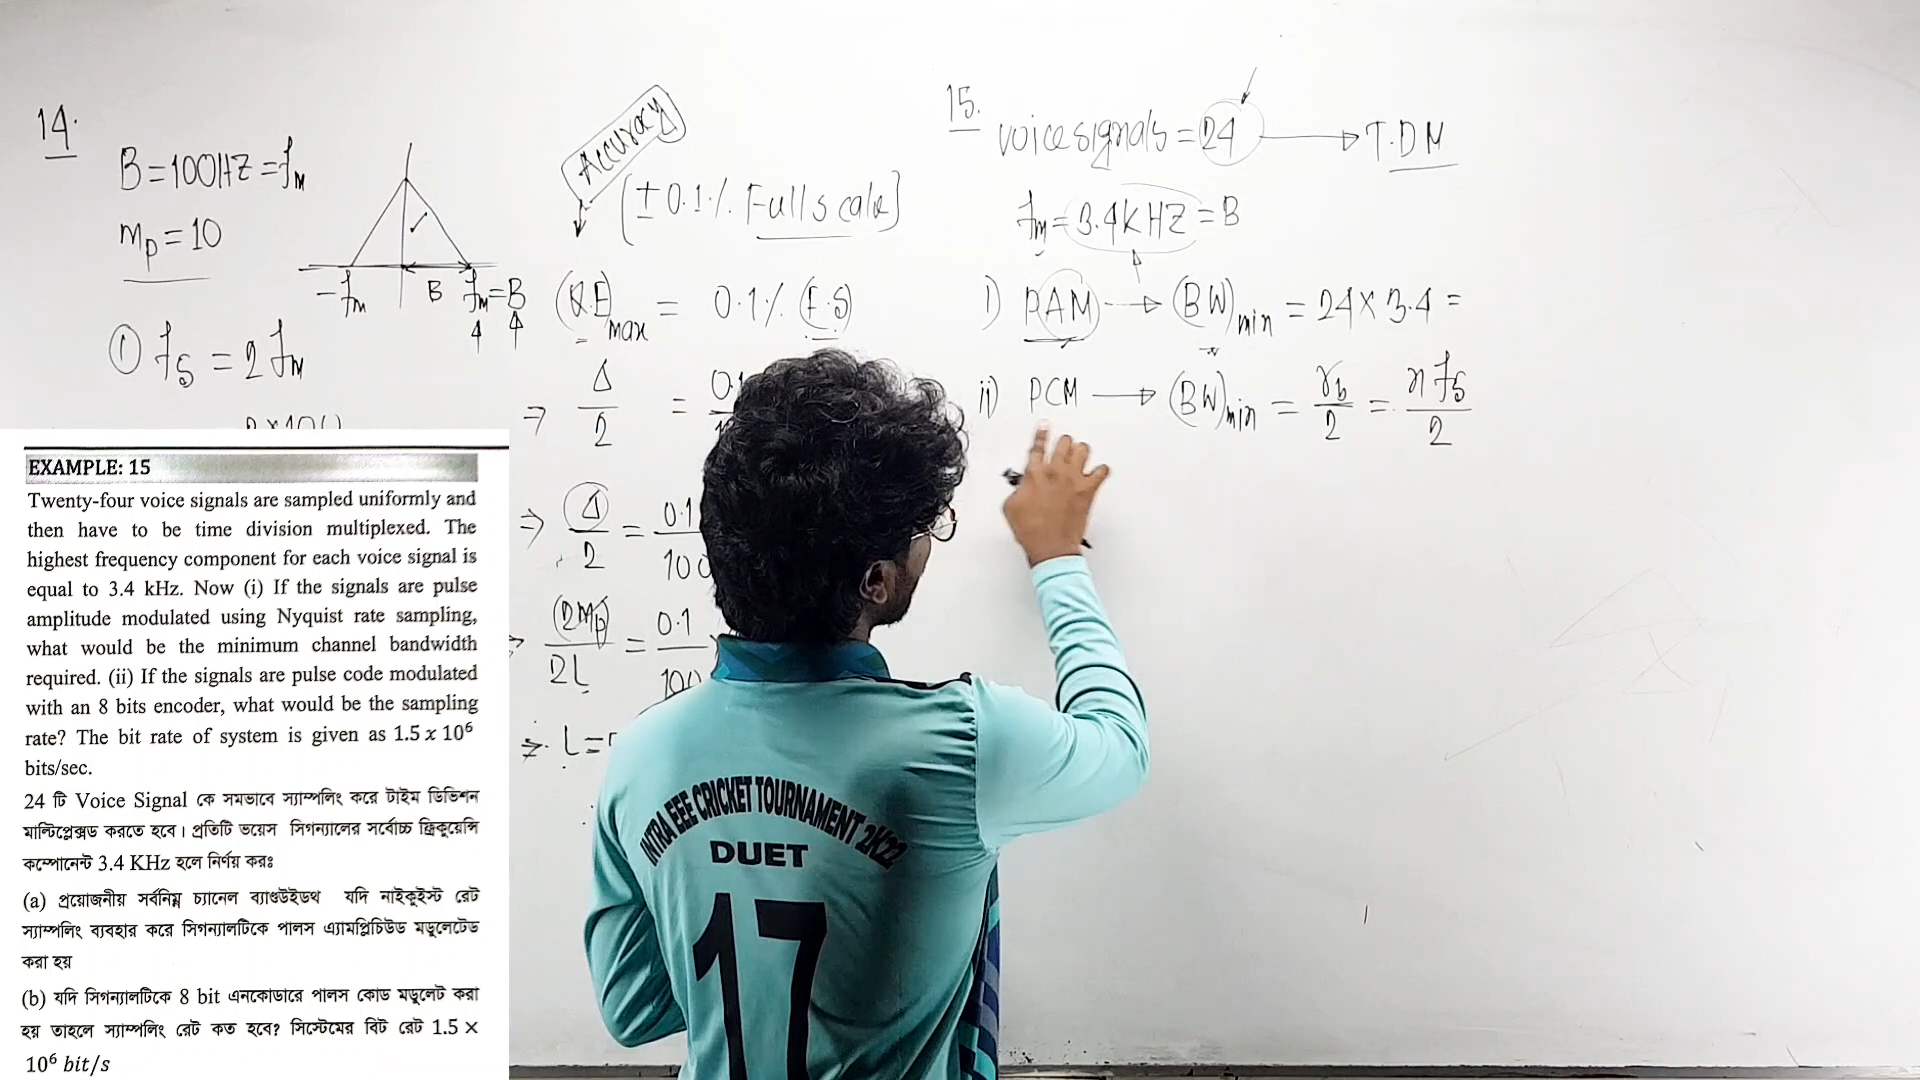 14.
B = 100HZ = fm
mp = 10
-fm B fm = B
① fs = 2 fm
2 × 100
Accuracy
[± 0.1 % Full scale]
(Q.E)max = 0.1 % (F.S)
⇒ Δ/2 = 0.1
⇒ Δ/2 = 0.1/100
⇒ (2mp)/2L = 0.1/100
⇒ L =
15.
voice signals = 24 → T.D.M
fm = 3.4 KHZ = B
i) PAM → (BW)min = 24 × 3.4 =
ii) PCM → (BW)min = rb/2 = n fs/2
EXAMPLE: 15
Twenty-four voice signals are sampled uniformly and
then have to be time division multiplexed. The
highest frequency component for each voice signal is
equal to 3.4 kHz. Now (i) If the signals are pulse
amplitude modulated using Nyquist rate sampling,
what would be the minimum channel bandwidth
required. (ii) If the signals are pulse code modulated
with an 8 bits encoder, what would be the sampling
rate? The bit rate of system is given as 1.5 x 10⁶
bits/sec.
24 টি Voice Signal কে সমভাবে স্যাম্পলিং করে টাইম ডিভিশন
মাল্টিপ্লেক্সড করতে হবে। প্রতিটি ভয়েস সিগন্যালের সর্বোচ্চ ফ্রিকুয়েন্সি
কম্পোনেন্ট 3.4 KHz হলে নির্ণয় করঃ
(a) প্রয়োজনীয় সর্বনিম্ন চ্যানেল ব্যাণ্ডউইডথ যদি নাইকুইস্ট রেট
স্যাম্পলিং ব্যবহার করে সিগন্যালটিকে পালস এ্যামপ্লিচিউড মডুলেটেড
করা হয়
(b) যদি সিগন্যালটিকে 8 bit এনকোডারে পালস কোড মডুলেট করা
হয় তাহলে স্যাম্পলিং রেট কত হবে? সিস্টেমের বিট রেট 1.5 ×
10⁶ bit/s
INTRA EEE CRICKET TOURNAMENT 2K22
DUET
17